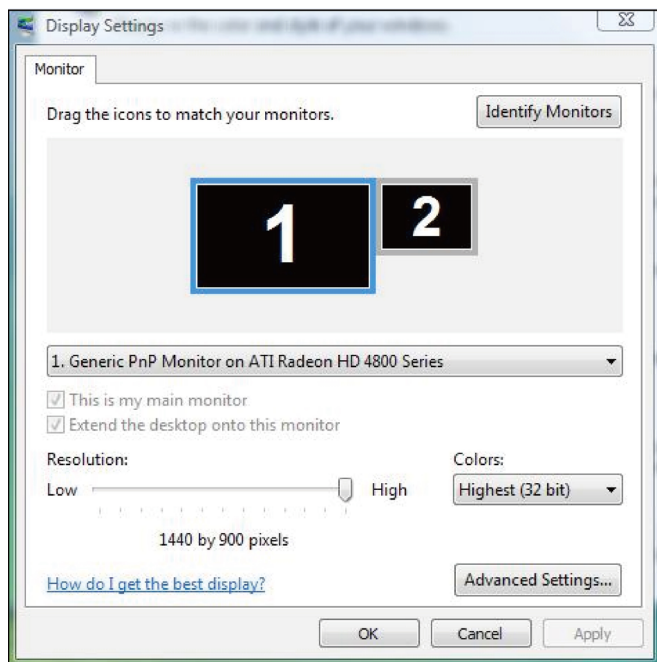 Display Settings
Monitor
Drag the icons to match your monitors.
Identify Monitors
1
2
1. Generic PnP Monitor on ATI Radeon HD 4800 Series
This is my main monitor
Extend the desktop onto this monitor
Resolution:
Colors:
Low
High
Highest (32 bit)
1440 by 900 pixels
How do I get the best display?
Advanced Settings...
OK
Cancel
Apply